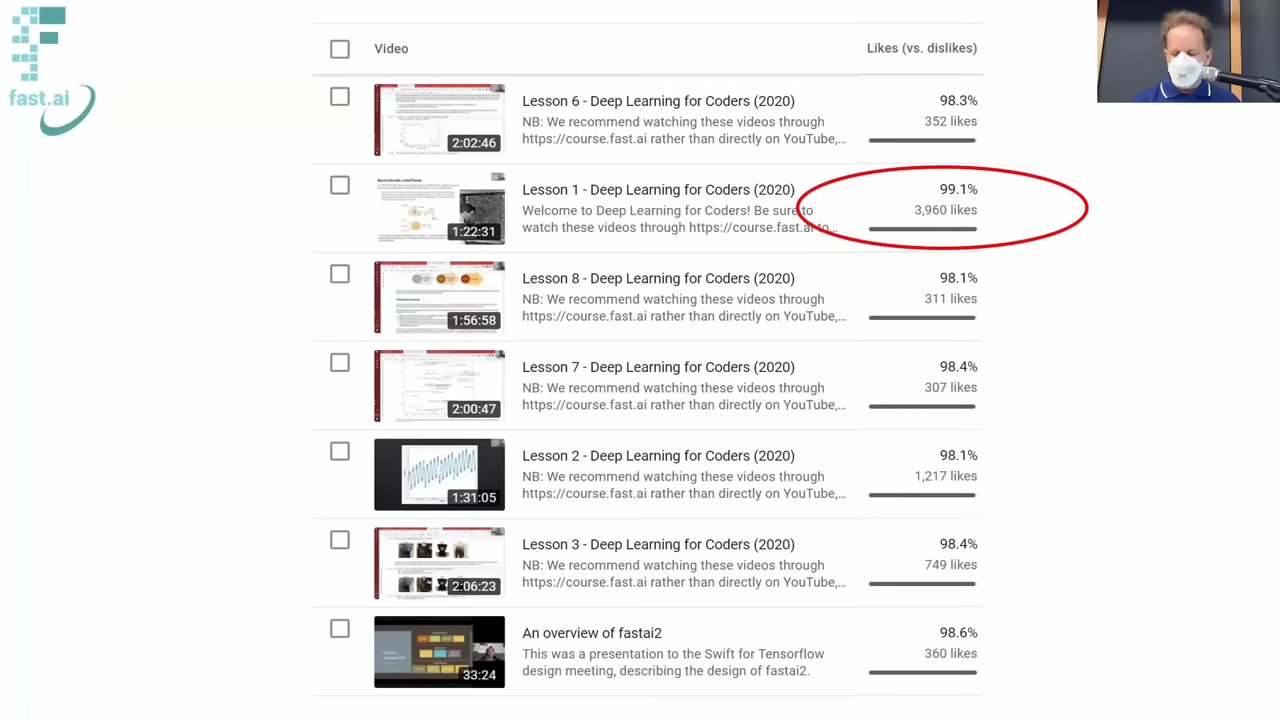 fast.ai
Video
Likes (vs. dislikes)
2:02:46
Deep Learning for Coders (2020)
98.3%
NB: We recommend watching these videos through
352 likes
https://course.fast.ai rather than directly on YouTube,...
1:22:31
Lesson 1 - Deep Learning for Coders (2020)
99.1%
Welcome to Deep Learning for Coders! Be sure to
3,960 likes
watch the videos through https://course.fast.ai to...
1:56:58
Lesson 8 - Deep Learning for Coders (2020)
98.1%
NB: We recommend watching these videos through
311 likes
https://course.fast.ai rather than directly on YouTube,...
2:00:47
Lesson 7 - Deep Learning for Coders (2020)
98.4%
NB: We recommend watching these videos through
307 likes
https://course.fast.ai rather than directly on YouTube,...
1:31:05
Lesson 2 - Deep Learning for Coders (2020)
98.1%
NB: We recommend watching these videos through
1,217 likes
https://course.fast.ai rather than directly on YouTube,...
2:06:23
Lesson 3 - Deep Learning for Coders (2020)
98.4%
NB: We recommend watching these videos through
749 likes
https://course.fast.ai rather than directly on YouTube,...
33:24
An overview of fastai2
98.6%
This was a presentation to the Swift for Tensorflow
360 likes
design meeting, describing the design of fastai2.